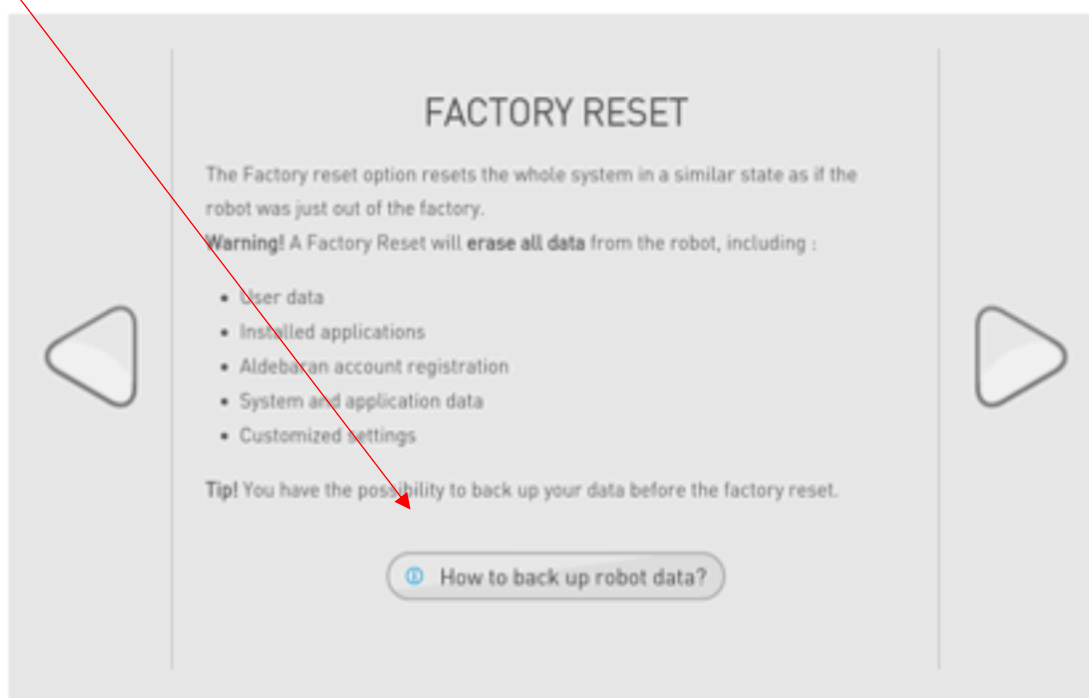 FACTORY RESET
The Factory reset option resets the whole system in a similar state as if the
robot was just out of the factory.
Warning! A Factory Reset will erase all data from the robot, including :
• User data
• Installed applications
• Aldebaran account registration
• System and application data
• Customized settings
Tip! You have the possibility to back up your data before the factory reset.
How to back up robot data?